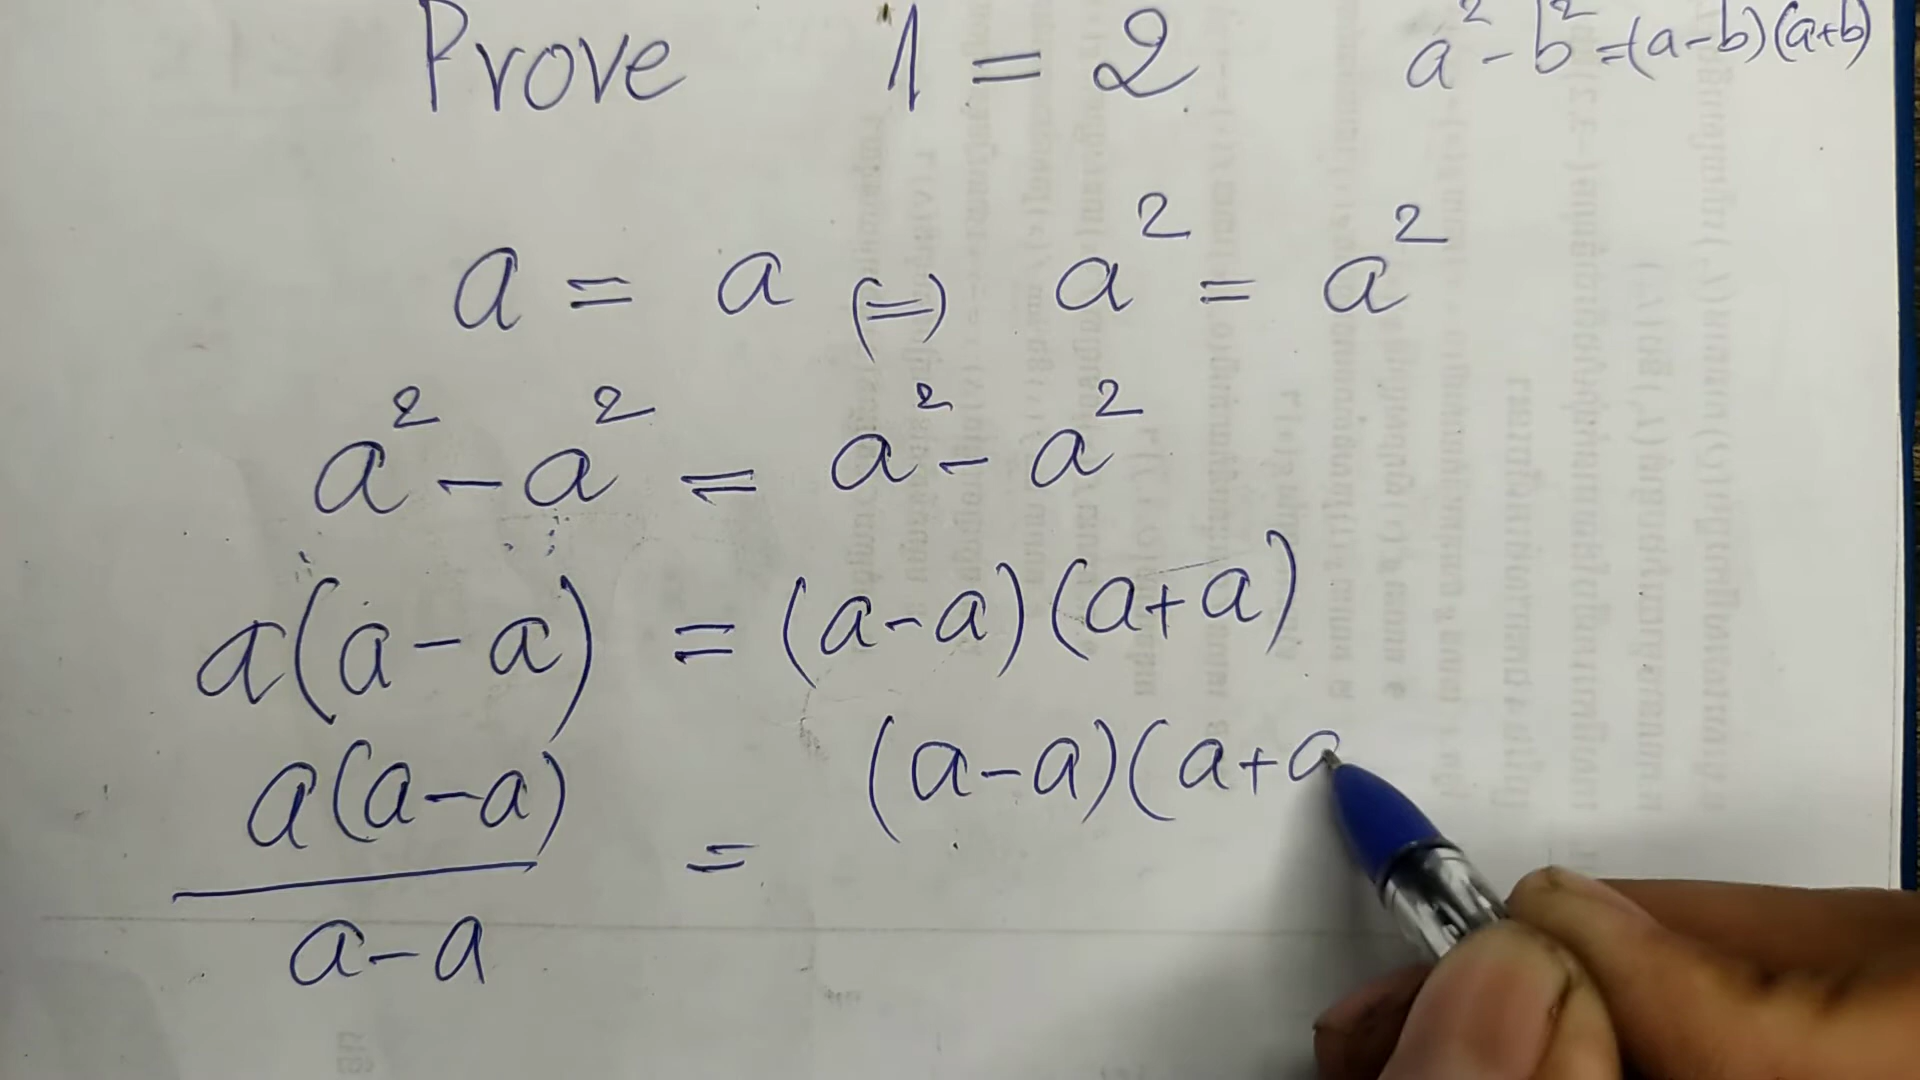 Prove 1 = 2
a² - b² = (a-b)(a+b)
a = a (=) a² = a²
a² - a² = a² - a²
a(a-a) = (a-a)(a+a)
a(a-a) = (a-a)(a+a
a-a